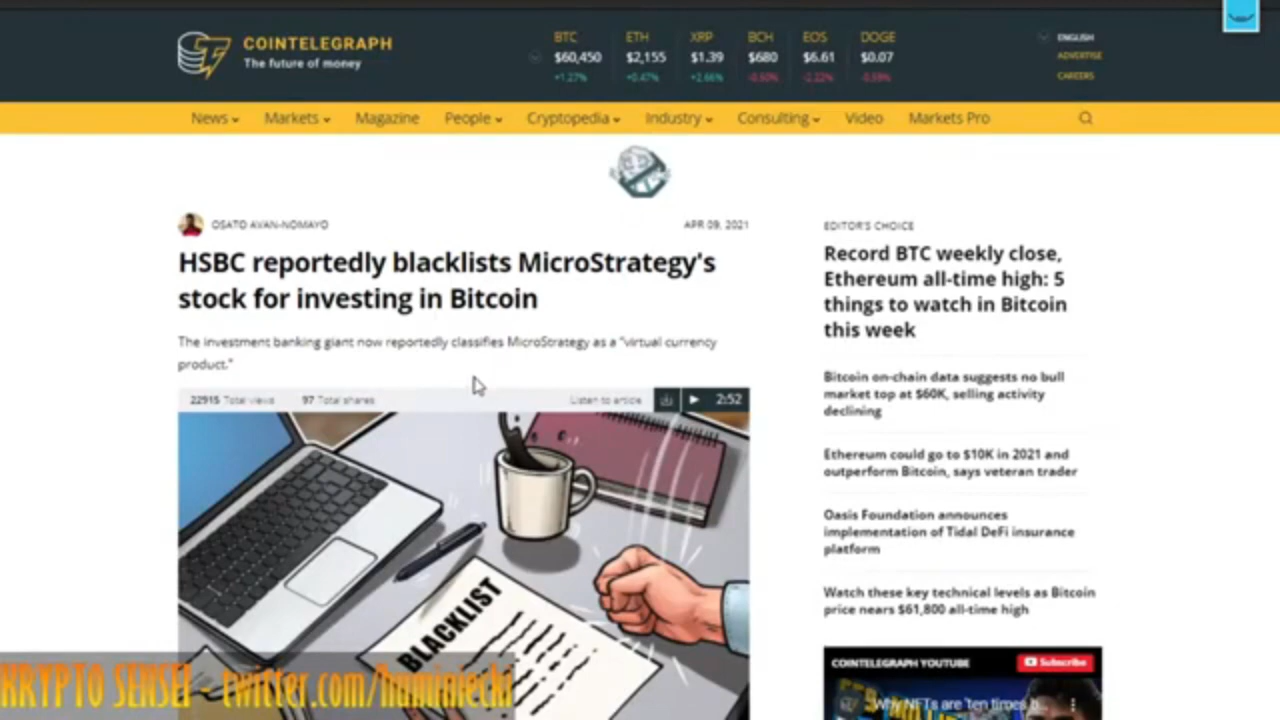 COINTELEGRAPH
The future of money
BTC ETH XRP BCH EOS DOGE
$60,450 $2,155 $1.39 $680 $6.61 $0.07
+1.27% +0.47% +2.66% -0.50% -2.22% -0.59%
ENGLISH
ADVERTISE
CAREERS
News Markets Magazine People Cryptopedia Industry Consulting Video Markets Pro
OSATO AVAN-NOMAYO APR 09, 2021
HSBC reportedly blacklists MicroStrategy's
stock for investing in Bitcoin
The investment banking giant now reportedly classifies MicroStrategy as a "virtual currency
product."
22915 Total views 97 Total shares Listen to article 2:52
BLACKLIST
EDITOR'S CHOICE
Record BTC weekly close,
Ethereum all-time high: 5
things to watch in Bitcoin
this week
Bitcoin on-chain data suggests no bull
market top at $60K, selling activity
declining
Ethereum could go to $10K in 2021 and
outperform Bitcoin, says veteran trader
Oasis Foundation announces
implementation of Tidal DeFi insurance
platform
Watch these key technical levels as Bitcoin
price nears $61,800 all-time high
COINTELEGRAPH YOUTUBE Subscribe
Why NFTs are 'ten times b...
KRYPTO SENSEI - twitter.com/huminiecki